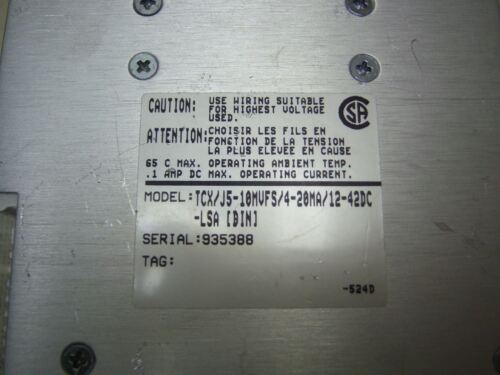 CAUTION: USE WIRING SUITABLE
FOR HIGHEST VOLTAGE
USED.
ATTENTION: CHOISIR LES FILS EN
FONCTION DE LA TENSION
LA PLUS ELEVEE EN CAUSE
65 C MAX. OPERATING AMBIENT TEMP.
.1 AMP DC MAX. OPERATING CURRENT.
MODEL: TCX/J5-10MVFS/4-20MA/12-42DC
-LSA [DIN]
SERIAL:935388
TAG:
-524D
SA